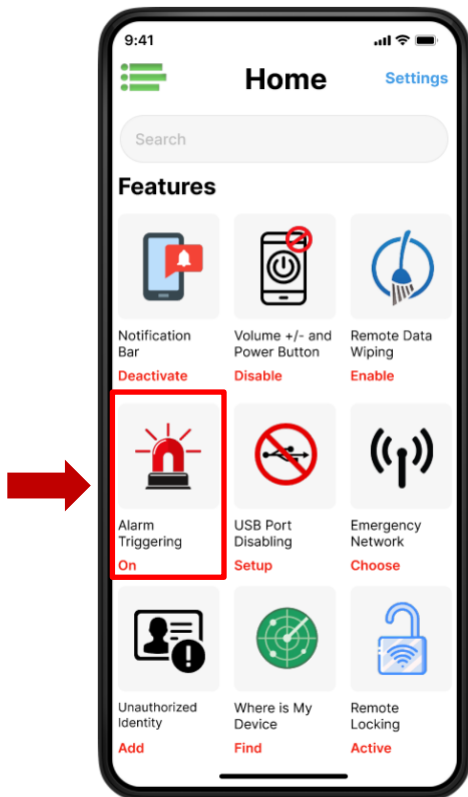 9:41
Home
Settings
Search
Features
Notification
Bar
Deactivate
Volume +/- and
Power Button
Disable
Remote Data
Wiping
Enable
Alarm
Triggering
On
USB Port
Disabling
Setup
Emergency
Network
Choose
Unauthorized
Identity
Add
Where is My
Device
Find
Remote
Locking
Active